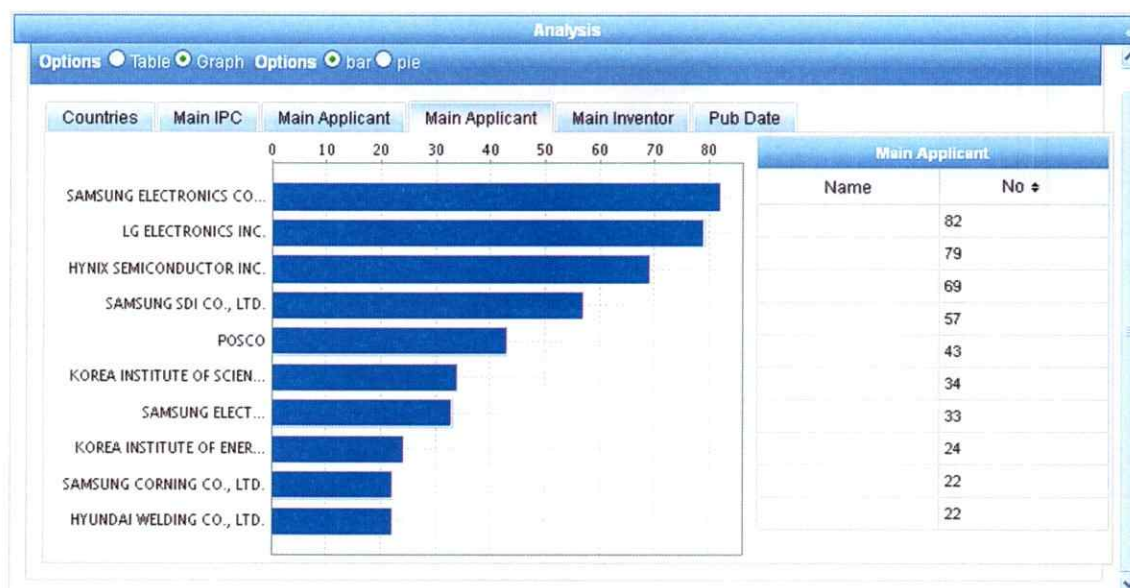 Analysis
Options Table Graph Options bar pie
Countries Main IPC Main Applicant Main Applicant Main Inventor Pub Date
0 10 20 30 40 50 60 70 80
Main Applicant
Name No
SAMSUNG ELECTRONICS CO...
82
LG ELECTRONICS INC.
79
HYNIX SEMICONDUCTOR INC.
69
SAMSUNG SDI CO., LTD.
57
POSCO
43
KOREA INSTITUTE OF SCIEN...
34
SAMSUNG ELECT...
33
KOREA INSTITUTE OF ENER...
24
SAMSUNG CORNING CO., LTD.
22
HYUNDAI WELDING CO., LTD.
22